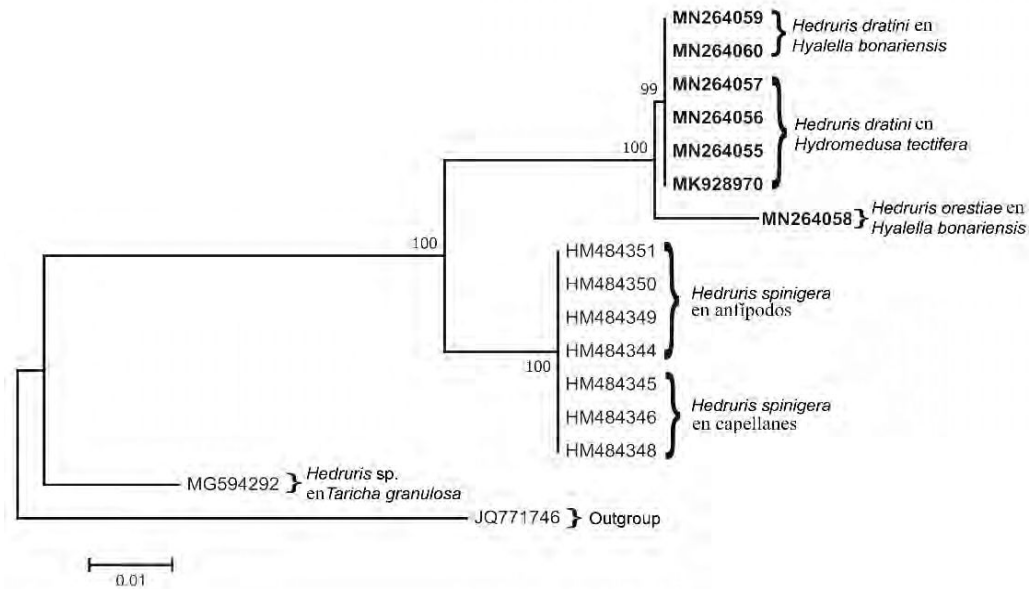 MN264059
MN264060
Hedruris dratini en
Hyalella bonariensis
99
MN264057
MN264056
MN264055
MK928970
Hedruris dratini en
Hydromedusa tectifera
100
MN264058
Hedruris orestiae en
Hyalella bonariensis
100
HM484351
HM484350
HM484349
HM484344
Hedruris spinigera
en anfípodos
100
HM484345
HM484346
HM484348
Hedruris spinigera
en capellanes
MG594292
Hedruris sp.
en Taricha granulosa
JQ771746
Outgroup
0.01